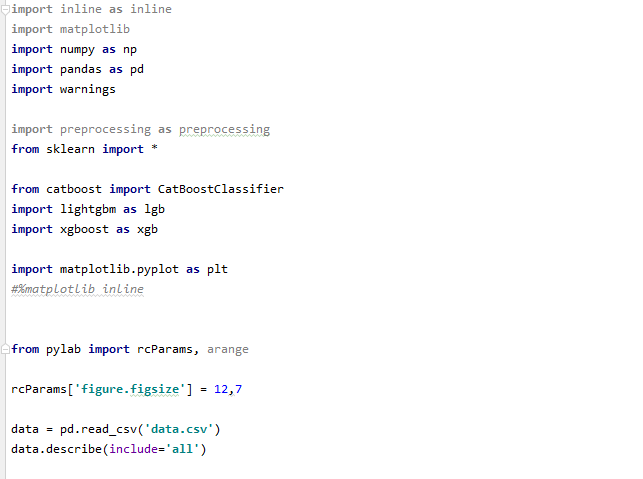 import inline as inline
import matplotlib
import numpy as np
import pandas as pd
import warnings
import preprocessing as preprocessing
from sklearn import *
from catboost import CatBoostClassifier
import lightgbm as lgb
import xgboost as xgb
import matplotlib.pyplot as plt
#%matplotlib inline
from pylab import rcParams, arange
rcParams['figure.figsize'] = 12,7
data = pd.read_csv('data.csv')
data.describe(include='all')